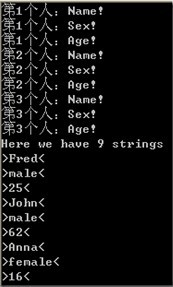 第1个人：Name!
第1个人：Sex!
第1个人：Age!
第2个人：Name!
第2个人：Sex!
第2个人：Age!
第3个人：Name!
第3个人：Sex!
第3个人：Age!
Here we have 9 strings
>Fred<
>male<
>25<
>John<
>male<
>62<
>Anna<
>female<
>16<